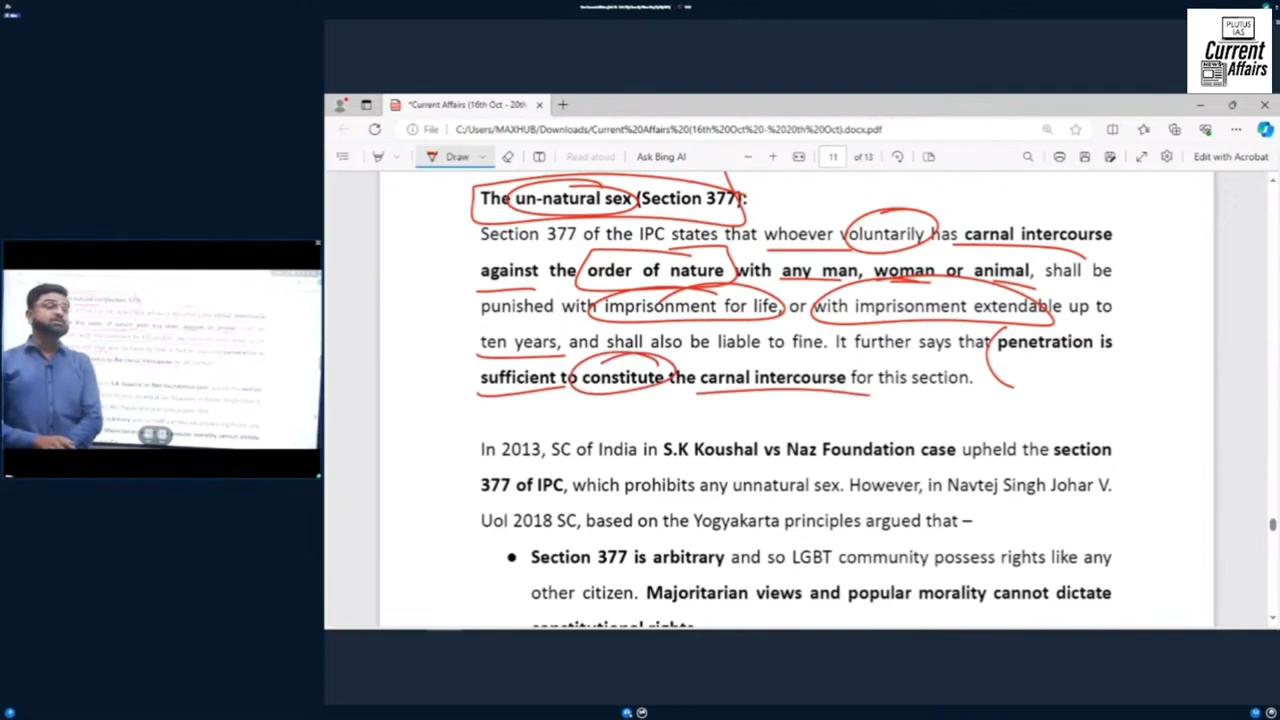 PLUTUS
IAS
Current
NEWS
Affairs
*Current Affairs (16th Oct - 20th
File
C:/Users/MAXHUB/Downloads/Current%20Affairs%20(16th%20Oct%20-%2020th%20Oct).docx.pdf
Draw
Read aloud
Ask Bing AI
11 of 13
Edit with Acrobat
The un-natural sex (Section 377):
Section 377 of the IPC states that whoever voluntarily has carnal intercourse
against the order of nature with any man, woman or animal, shall be
punished with imprisonment for life, or with imprisonment extendable up to
ten years, and shall also be liable to fine. It further says that penetration is
sufficient to constitute the carnal intercourse for this section.
In 2013, SC of India in S.K Koushal vs Naz Foundation case upheld the section
377 of IPC, which prohibits any unnatural sex. However, in Navtej Singh Johar V.
UoI 2018 SC, based on the Yogyakarta principles argued that –
● Section 377 is arbitrary and so LGBT community possess rights like any
other citizen. Majoritarian views and popular morality cannot dictate
constitutional rights.